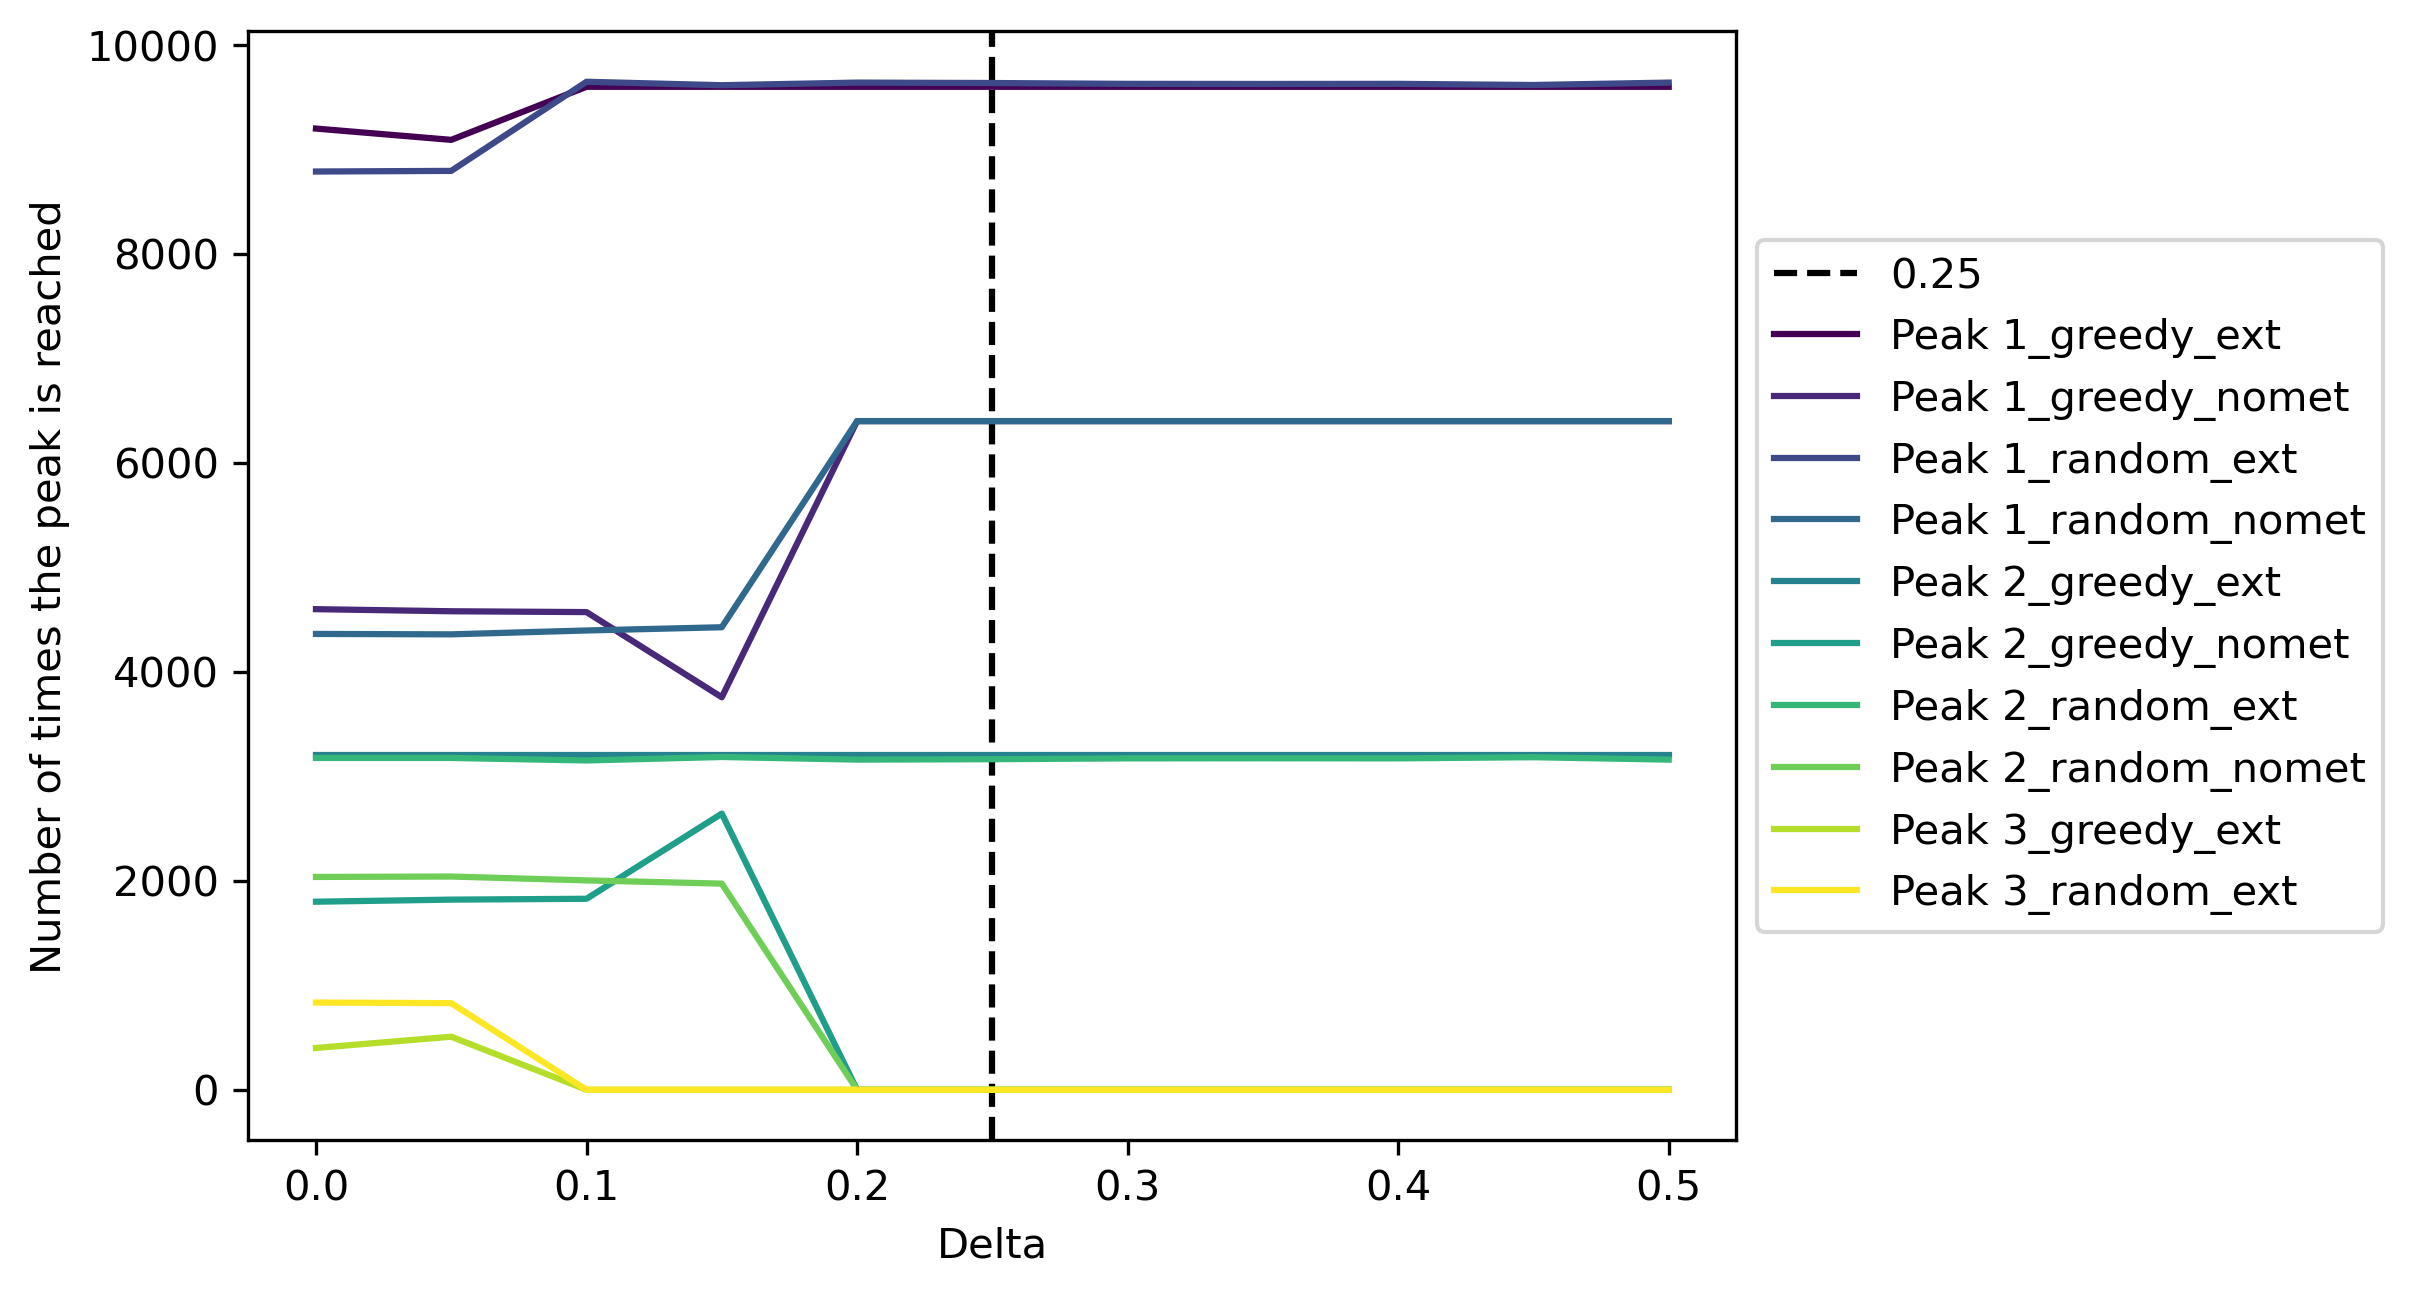 Number of times the peak is reached
10000
8000
6000
4000
2000
0
0.0 0.1 0.2 0.3 0.4 0.5
Delta
0.25
Peak 1_greedy_ext
Peak 1_greedy_nomet
Peak 1_random_ext
Peak 1_random_nomet
Peak 2_greedy_ext
Peak 2_greedy_nomet
Peak 2_random_ext
Peak 2_random_nomet
Peak 3_greedy_ext
Peak 3_random_ext